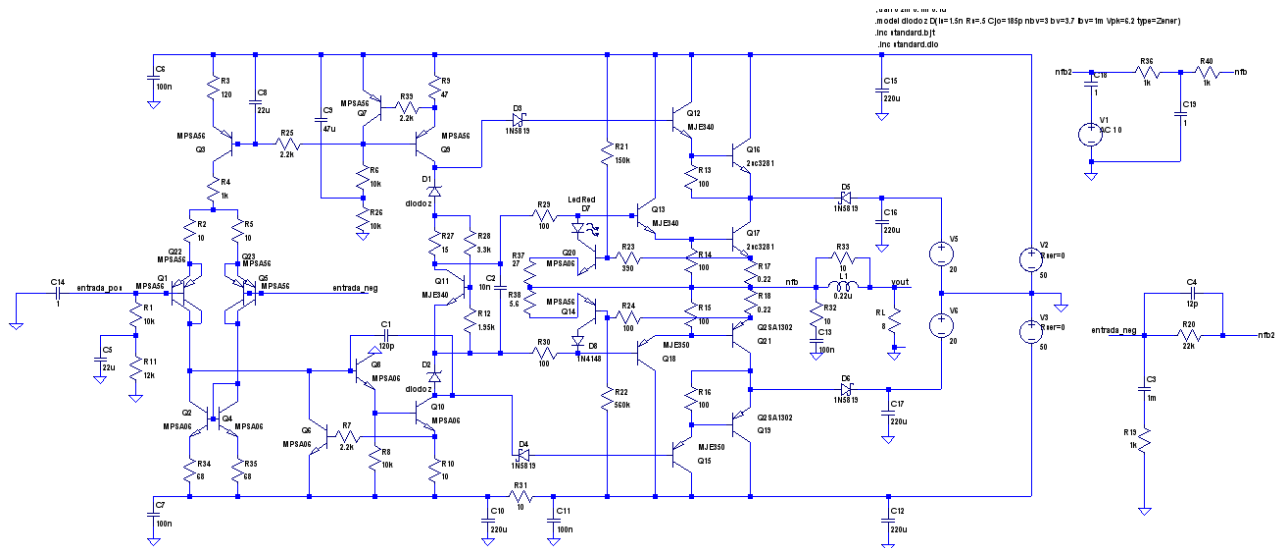 .model diodoz D(Is=1.5n Rs=.5 Cjo=185p nbv=3 bv=3.7 Ibv=1m Vpk=6.2 type=Zener)
.inc standard.bjt
.inc standard.dio
C6
100n
R3
120
C8
22u
C9
47u
MPSA56
Q7
R39
2.2k
R9
47
MPSA56
Q3
R25
2.2k
MPSA56
Q9
D3
1N5819
Q12
MJE340
C15
220u
R4
1k
R6
10k
R26
10k
D1
diodoz
R21
150k
R13
100
Q16
2sc3281
R2
10
R5
10
R27
15
R28
3.3k
R29
100
LedRed
D7
Q13
MJE340
D5
1N5819
C16
220u
Q17
2sc3281
V5
20
V2
Rser=0
50
Q22
MPSA56
Q23
MPSA56
Q1
Q5
C14
1
entrada_pos
entrada_neg
R1
10k
C5
22u
R11
12k
Q11
MJE340
C2
10n
R12
1.95k
R37
27
Q20
MPSA06
R23
390
R14
100
R17
0.22
R38
5.6
MPSA56
Q14
R24
100
R15
100
R18
0.22
nfb
R33
10
L1
0.22u
vout
R32
10
C13
100n
RL
8
V6
20
V3
Rser=0
50
C1
120p
Q8
MPSA06
D2
diodoz
R30
100
D8
1N4148
MJE350
Q18
Q2SA1302
Q21
Q2
MPSA06
Q4
MPSA06
Q6
MPSA06
R7
2.2k
R8
10k
Q10
MPSA06
R10
10
R22
560k
R16
100
D6
1N5819
C17
220u
Q2SA1302
Q19
D4
1N5819
MJE350
Q15
R34
68
R35
68
C7
100n
C10
220u
R31
10
C11
100n
C12
220u
nfb2
C18
1
R36
1k
R40
1k
nfb
C19
1
V1
AC 10
C4
12p
entrada_neg
R20
22k
nfb2
C3
1m
R19
1k